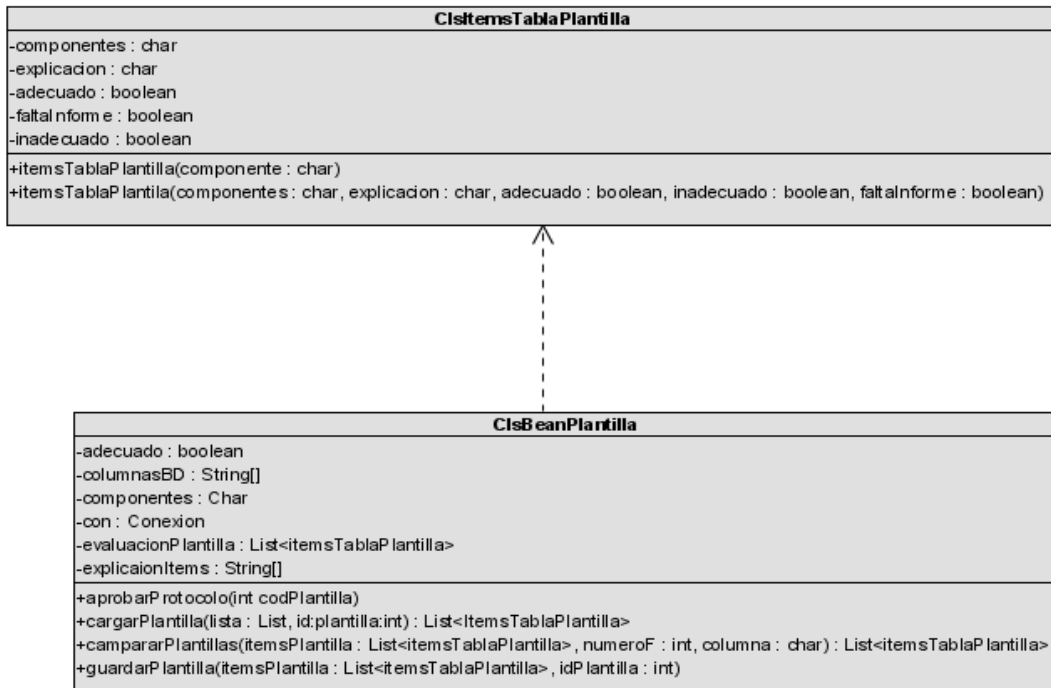 ClsItemsTablaPlantilla
-componentes : char
-explicacion : char
-adecuado : boolean
-faltaInforme : boolean
-inadecuado : boolean
+itemsTablaPlantilla(componente : char)
+itemsTablaPlantila(componentes : char, explicacion : char, adecuado : boolean, inadecuado : boolean, faltaInforme : boolean)
ClsBeanPlantilla
-adecuado : boolean
-columnasBD : String[]
-componentes : Char
-con : Conexion
-evaluacionPlantilla : List<itemsTablaPlantilla>
-explicaionItems : String[]
+aprobarProtocolo(int codPlantilla)
+cargarPlantilla(lista : List, id:plantilla:int) : List<ItemsTablaPlantilla>
+campararPlantillas(itemsPlantilla : List<itemsTablaPlantilla>, numeroF : int, columna : char) : List<itemsTablaPlantilla>
+guardarPlantilla(itemsPlantilla : List<itemsTablaPlantilla>, idPlantilla : int)